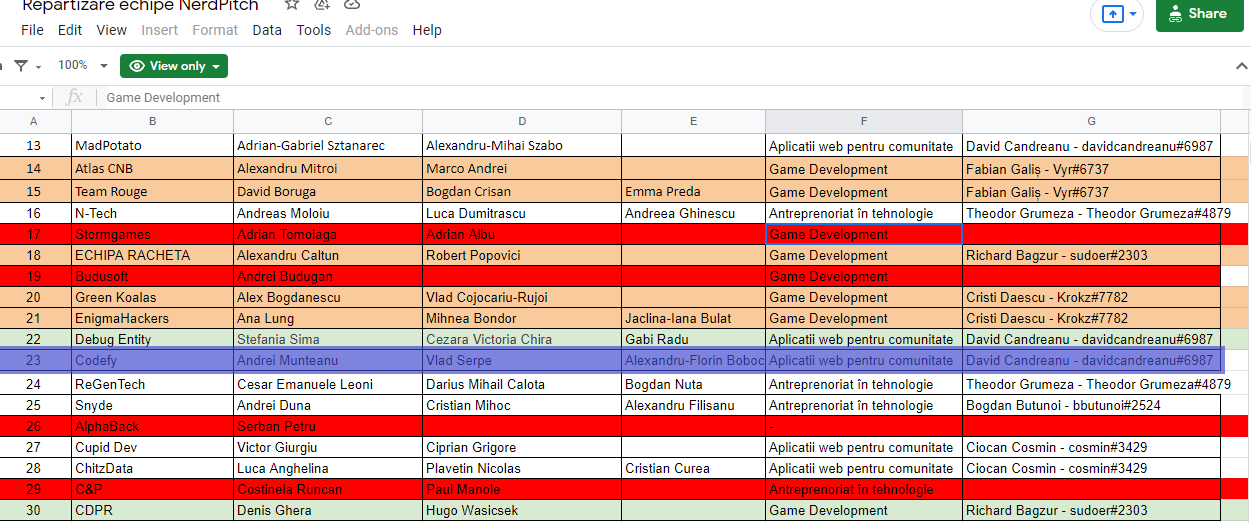 Repartizare echipe NerdPitch
File Edit View Insert Format Data Tools Add-ons Help
Share
100% View only
fx Game Development
A B C D E F G
13 MadPotato Adrian-Gabriel Sztanarec Alexandru-Mihai Szabo Aplicatii web pentru comunitate David Candreanu - davidcandreanu#6987
14 Atlas CNB Alexandru Mitroi Marco Andrei Game Development Fabian Galiș - Vyr#6737
15 Team Rouge David Boruga Bogdan Crisan Emma Preda Game Development Fabian Galiș - Vyr#6737
16 N-Tech Andreas Moloiu Luca Dumitrascu Andreea Ghinescu Antreprenoriat în tehnologie Theodor Grumeza - Theodor Grumeza#4879
17 Stormgames Adrian Tomoiaga Adrian Albu Game Development
18 ECHIPA RACHETA Alexandru Caltun Robert Popovici Game Development Richard Bagzur - sudoer#2303
19 Budusoft Andrei Budugan Game Development
20 Green Koalas Alex Bogdanescu Vlad Cojocariu-Rujoi Game Development Cristi Daescu - Krokz#7782
21 EnigmaHackers Ana Lung Mihnea Bondor Jaclina-Iana Bulat Game Development Cristi Daescu - Krokz#7782
22 Debug Entity Stefania Sima Cezara Victoria Chira Gabi Radu Aplicatii web pentru comunitate David Candreanu - davidcandreanu#6987
23 Codefy Andrei Munteanu Vlad Serpe Alexandru-Florin Boboc Aplicatii web pentru comunitate David Candreanu - davidcandreanu#6987
24 ReGenTech Cesar Emanuele Leoni Darius Mihail Calota Bogdan Nuta Antreprenoriat în tehnologie Theodor Grumeza - Theodor Grumeza#4879
25 Snyde Andrei Duna Cristian Mihoc Alexandru Filisanu Antreprenoriat în tehnologie Bogdan Butunoi - bbutunoi#2524
26 AlphaBack Serban Petru -
27 Cupid Dev Victor Giurgiu Ciprian Grigore Aplicatii web pentru comunitate Ciocan Cosmin - cosmin#3429
28 ChitzData Luca Anghelina Plavetin Nicolas Cristian Curea Aplicatii web pentru comunitate Ciocan Cosmin - cosmin#3429
29 C&P Costinela Runcan Paul Manole Antreprenoriat în tehnologie
30 CDPR Denis Ghera Hugo Wasicsek Game Development Richard Bagzur - sudoer#2303